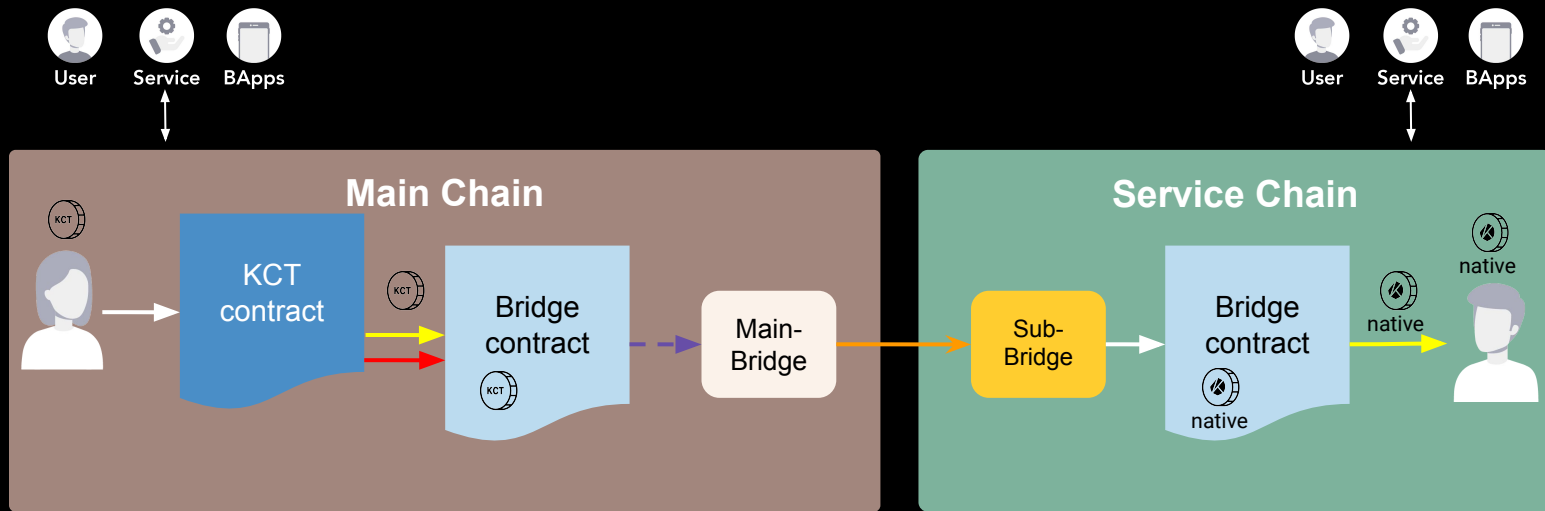 User
Service
BApps
User
Service
BApps
Main Chain
KCT
KCT
contract
KCT
Bridge
contract
KCT
Main-
Bridge
Service Chain
Sub-
Bridge
Bridge
contract
native
native
native